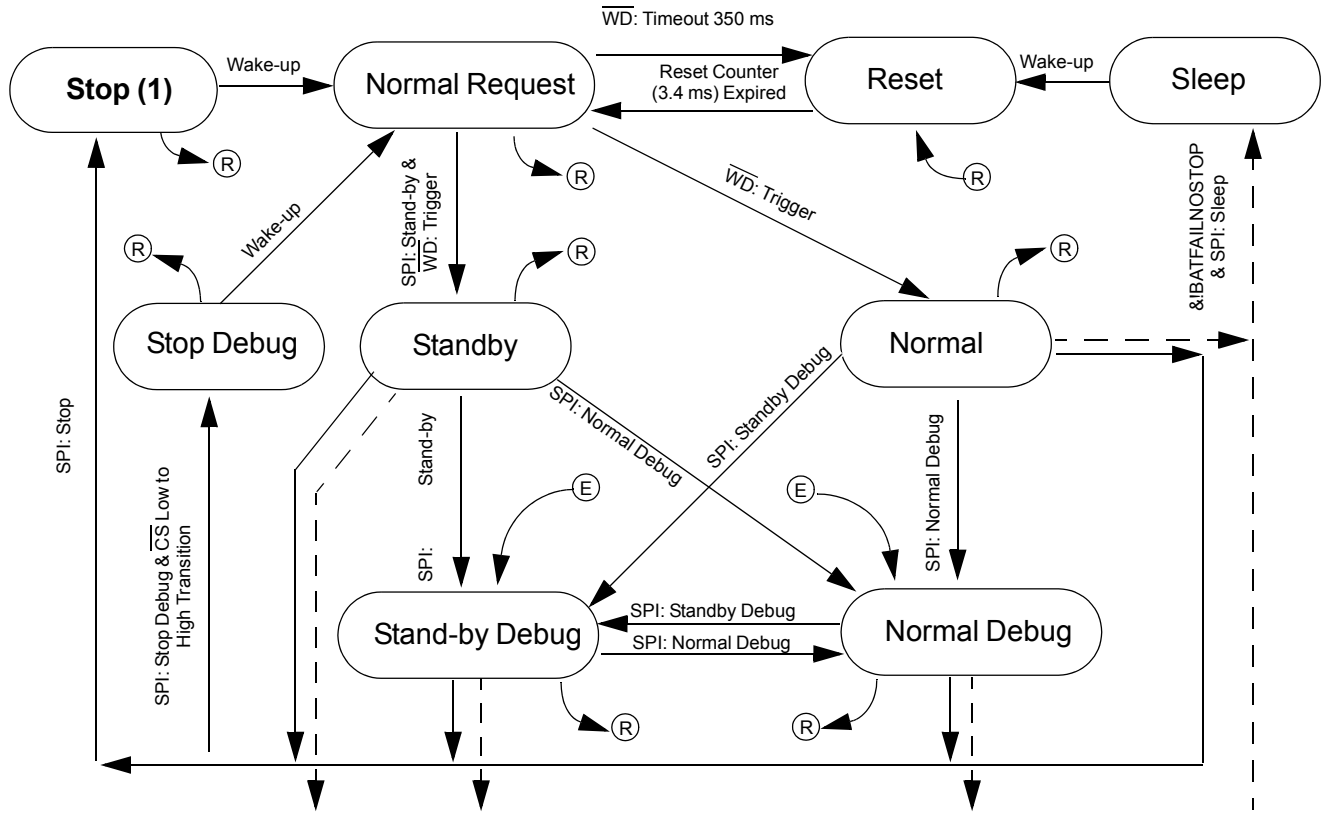 WD: Timeout 350 ms
Stop (1)
Wake-up
Normal Request
Reset Counter
(3.4 ms) Expired
Reset
Wake-up
Sleep
R
R
R
SPI: Stand-by &
WD: Trigger
WD: Trigger
&!BATFAILNOSTOP
& SPI: Sleep
Wake-up
R
R
R
Stop Debug
Standby
Normal
SPI: Stop
SPI: Stop Debug & CS Low to
High Transition
Stand-by
SPI:
SPI: Normal Debug
SPI: Standby Debug
SPI: Normal Debug
E
E
Stand-by Debug
SPI: Standby Debug
SPI: Normal Debug
Normal Debug
R
R